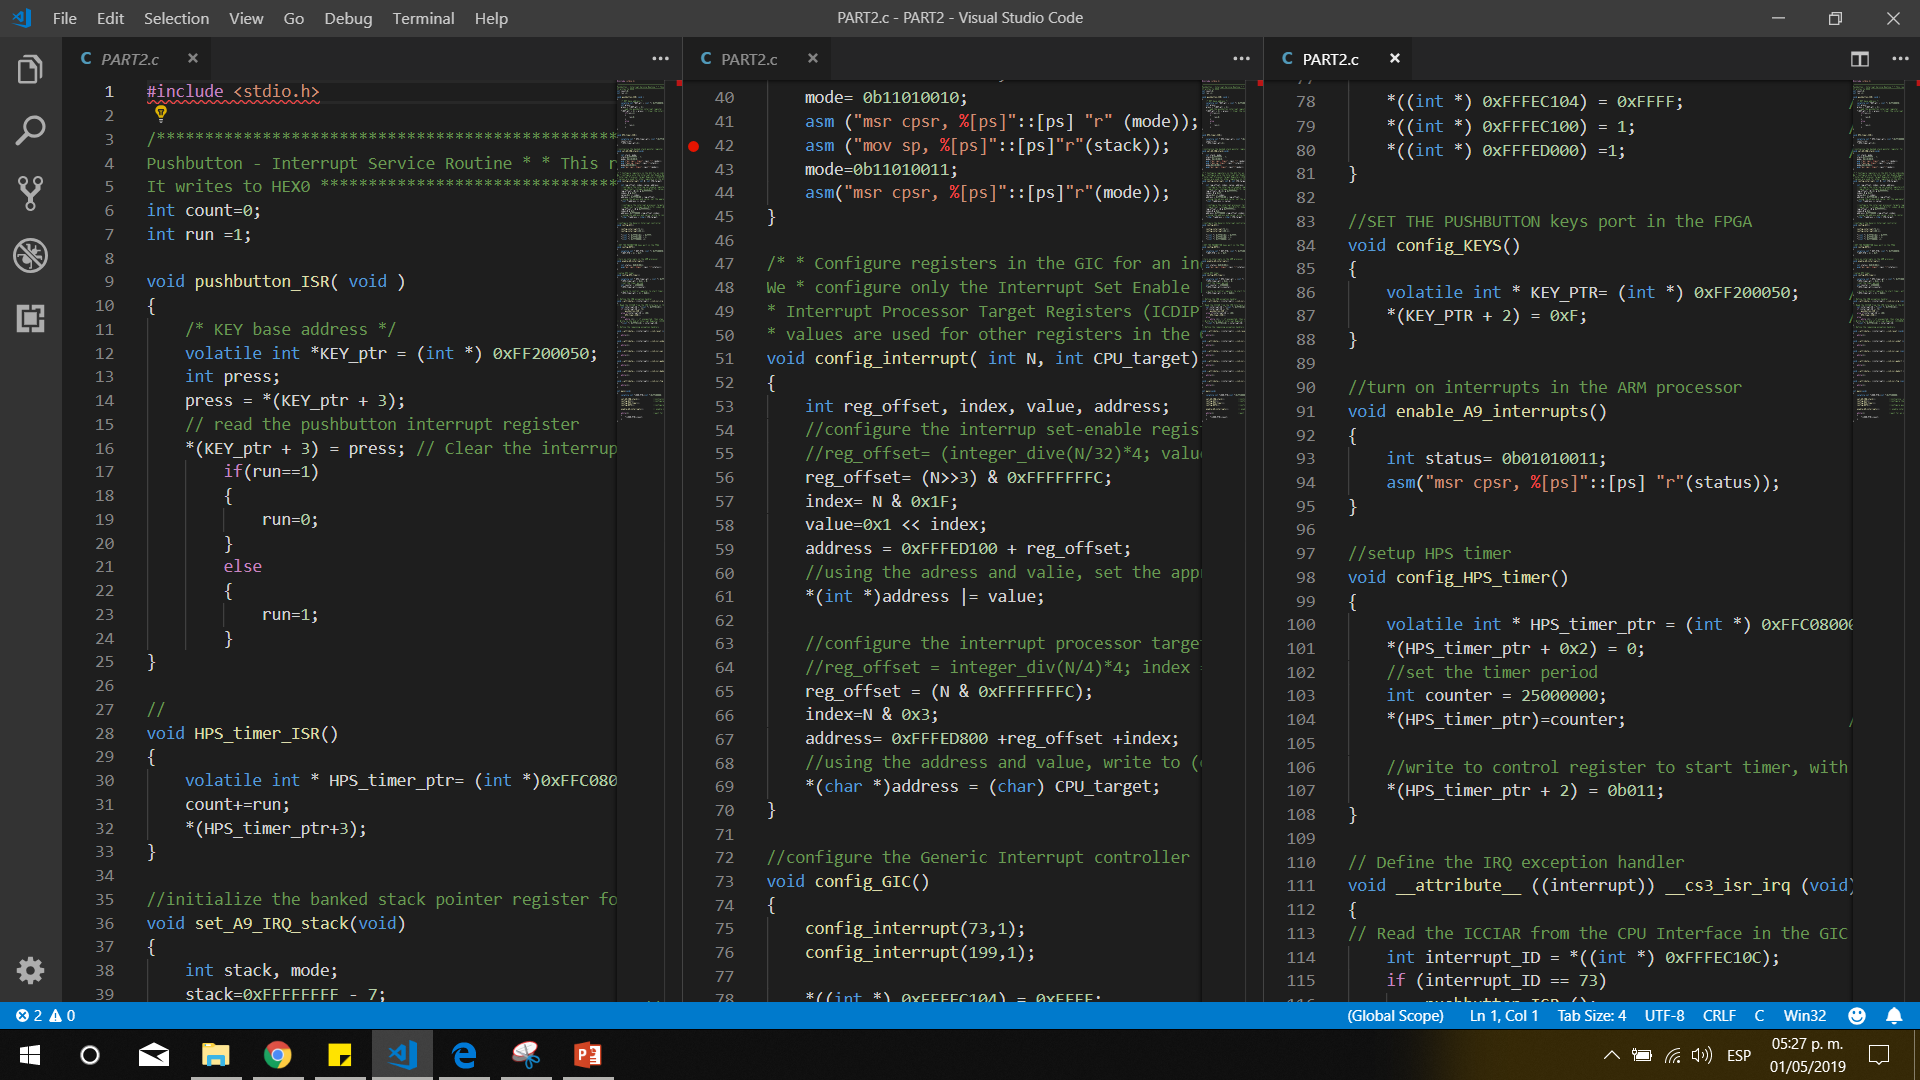 File Edit Selection View Go Debug Terminal Help
PART2.c - PART2 - Visual Studio Code
C PART2.c
1 #include <stdio.h>
2
3 /************************************************
4 Pushbutton - Interrupt Service Routine * * This r
5 It writes to HEX0 *******************************
6 int count=0;
7 int run =1;
8
9 void pushbutton_ISR( void )
10 {
11 /* KEY base address */
12 volatile int *KEY_ptr = (int *) 0xFF200050;
13 int press;
14 press = *(KEY_ptr + 3);
15 // read the pushbutton interrupt register
16 *(KEY_ptr + 3) = press; // Clear the interrup
17 if(run==1)
18 {
19 run=0;
20 }
21 else
22 {
23 run=1;
24 }
25 }
26
27 //
28 void HPS_timer_ISR()
29 {
30 volatile int * HPS_timer_ptr= (int *)0xFFC080
31 count+=run;
32 *(HPS_timer_ptr+3);
33 }
34
35 //initialize the banked stack pointer register fo
36 void set_A9_IRQ_stack(void)
37 {
38 int stack, mode;
39 stack=0xFFFFFFFF - 7;
C PART2.c
40 mode= 0b11010010;
41 asm ("msr cpsr, %[ps]"::[ps] "r" (mode));
42 asm ("mov sp, %[ps]"::[ps]"r"(stack));
43 mode=0b11010011;
44 asm("msr cpsr, %[ps]"::[ps]"r"(mode));
45 }
46
47 /* * Configure registers in the GIC for an in
48 We * configure only the Interrupt Set Enable
49 * Interrupt Processor Target Registers (ICDIP
50 * values are used for other registers in the
51 void config_interrupt( int N, int CPU_target)
52 {
53 int reg_offset, index, value, address;
54 //configure the interrup set-enable regis
55 //reg_offset= (integer_dive(N/32)*4; valu
56 reg_offset= (N>>3) & 0xFFFFFFFC;
57 index= N & 0x1F;
58 value=0x1 << index;
59 address = 0xFFFED100 + reg_offset;
60 //using the adress and valie, set the app
61 *(int *)address |= value;
62
63 //configure the interrupt processor targe
64 //reg_offset = integer_div(N/4)*4; index
65 reg_offset = (N & 0xFFFFFFFC);
66 index=N & 0x3;
67 address= 0xFFFED800 +reg_offset +index;
68 //using the address and value, write to (
69 *(char *)address = (char) CPU_target;
70 }
71
72 //configure the Generic Interrupt controller
73 void config_GIC()
74 {
75 config_interrupt(73,1);
76 config_interrupt(199,1);
77
78 *((int *) 0xFFFEC104) = 0xFFFF;
C PART2.c
78 *((int *) 0xFFFEC104) = 0xFFFF;
79 *((int *) 0xFFFEC100) = 1;
80 *((int *) 0xFFFED000) =1;
81 }
82
83 //SET THE PUSHBUTTON keys port in the FPGA
84 void config_KEYS()
85 {
86 volatile int * KEY_PTR= (int *) 0xFF200050;
87 *(KEY_PTR + 2) = 0xF;
88 }
89
90 //turn on interrupts in the ARM processor
91 void enable_A9_interrupts()
92 {
93 int status= 0b01010011;
94 asm("msr cpsr, %[ps]"::[ps] "r"(status));
95 }
96
97 //setup HPS timer
98 void config_HPS_timer()
99 {
100 volatile int * HPS_timer_ptr = (int *) 0xFFC0800
101 *(HPS_timer_ptr + 0x2) = 0;
102 //set the timer period
103 int counter = 25000000;
104 *(HPS_timer_ptr)=counter;
105
106 //write to control register to start timer, with
107 *(HPS_timer_ptr + 2) = 0b011;
108 }
109
110 // Define the IRQ exception handler
111 void __attribute__ ((interrupt)) __cs3_isr_irq (void)
112 {
113 // Read the ICCIAR from the CPU Interface in the GIC
114 int interrupt_ID = *((int *) 0xFFFEC10C);
115 if (interrupt_ID == 73)
116 pushbutton_ISR ();
2 0 (Global Scope) Ln 1, Col 1 Tab Size: 4 UTF-8 CRLF C Win32
ESP 05:27 p. m.
01/05/2019